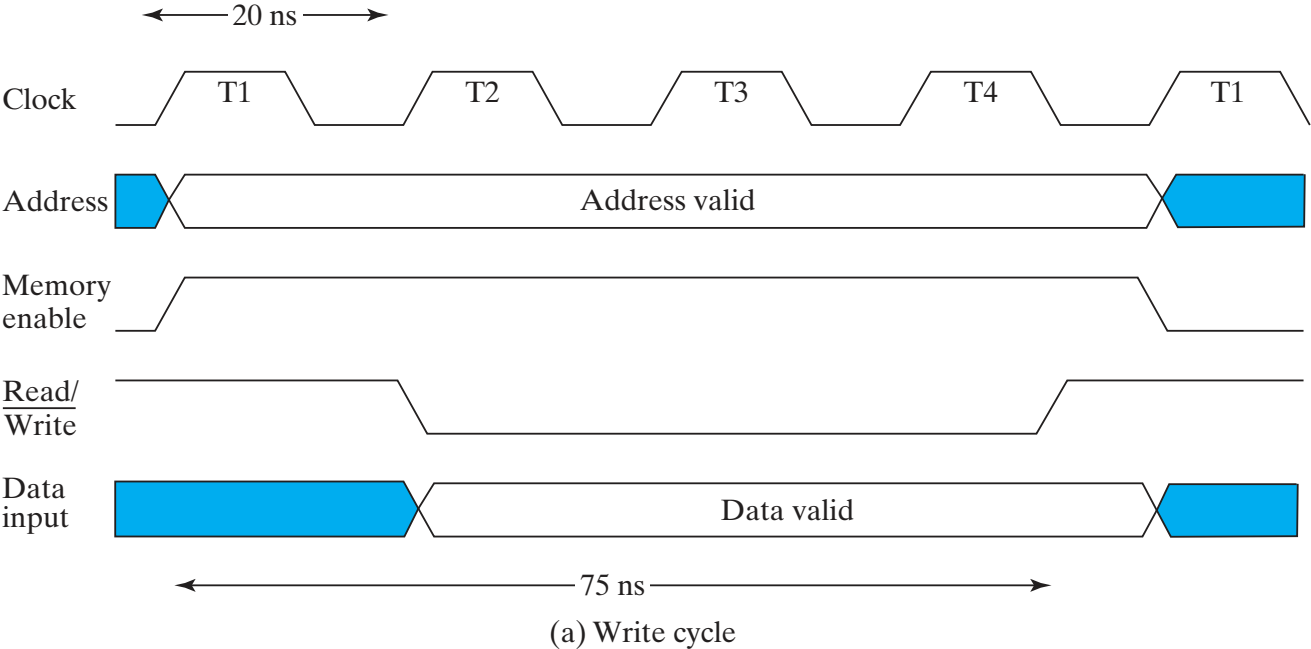 20 ns
Clock T1 T2 T3 T4 T1
Address Address valid
Memory
enable
Read/
Write
Data
input Data valid
75 ns
(a) Write cycle